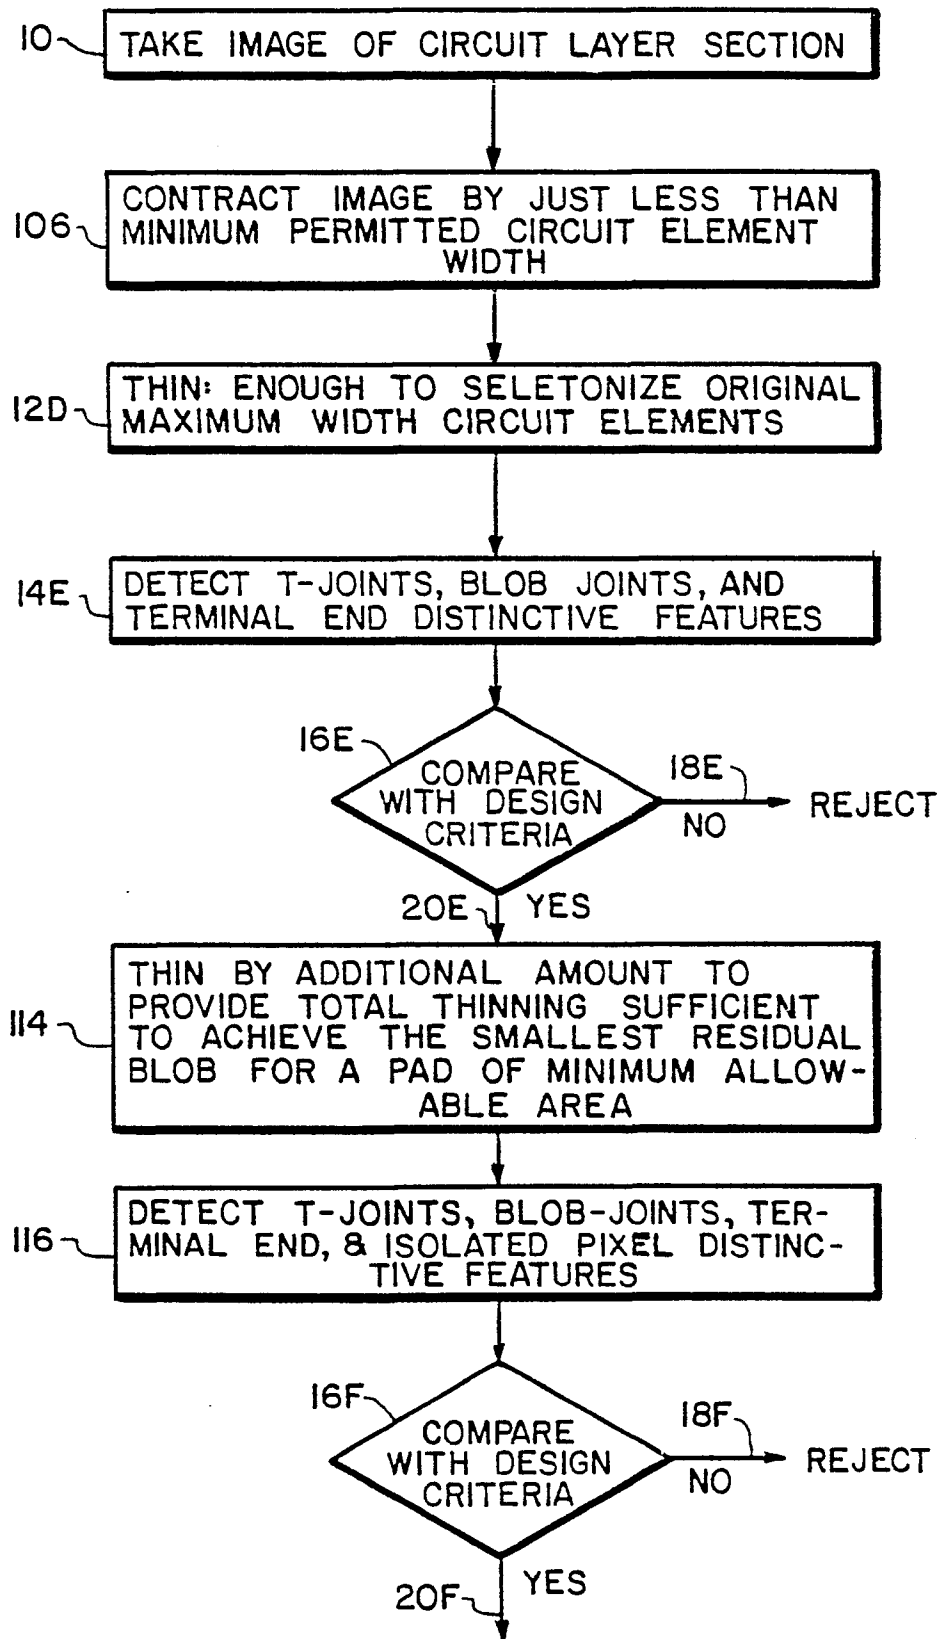 10
TAKE IMAGE OF CIRCUIT LAYER SECTION
106
CONTRACT IMAGE BY JUST LESS THAN
MINIMUM PERMITTED CIRCUIT ELEMENT
WIDTH
12D
THIN: ENOUGH TO SELETONIZE ORIGINAL
MAXIMUM WIDTH CIRCUIT ELEMENTS
14E
DETECT T-JOINTS, BLOB JOINTS, AND
TERMINAL END DISTINCTIVE FEATURES
16E
COMPARE
WITH DESIGN
CRITERIA
18E
NO
REJECT
20E
YES
114
THIN BY ADDITIONAL AMOUNT TO
PROVIDE TOTAL THINNING SUFFICIENT
TO ACHIEVE THE SMALLEST RESIDUAL
BLOB FOR A PAD OF MINIMUM ALLOW-
ABLE AREA
116
DETECT T-JOINTS, BLOB-JOINTS, TER-
MINAL END, & ISOLATED PIXEL DISTINC-
TIVE FEATURES
16F
COMPARE
WITH DESIGN
CRITERIA
18F
NO
REJECT
20F
YES